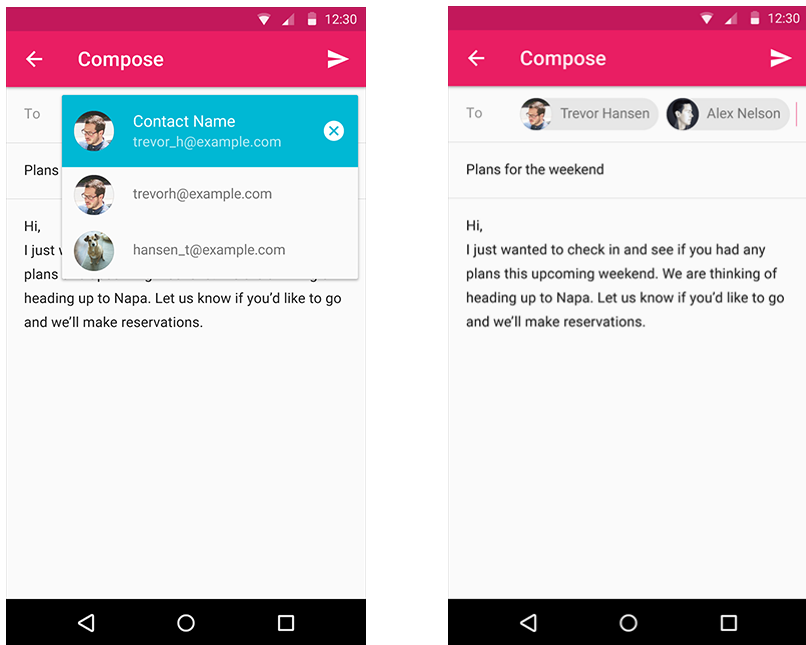 12:30
Compose
To
Contact Name
trevor_h@example.com
trevorh@example.com
hansen_t@example.com
Plans
Hi,
I just
plans
heading up to Napa. Let us know if you’d like to go
and we’ll make reservations.
12:30
Compose
To Trevor Hansen Alex Nelson
Plans for the weekend
Hi,
I just wanted to check in and see if you had any
plans this upcoming weekend. We are thinking of
heading up to Napa. Let us know if you’d like to go
and we’ll make reservations.